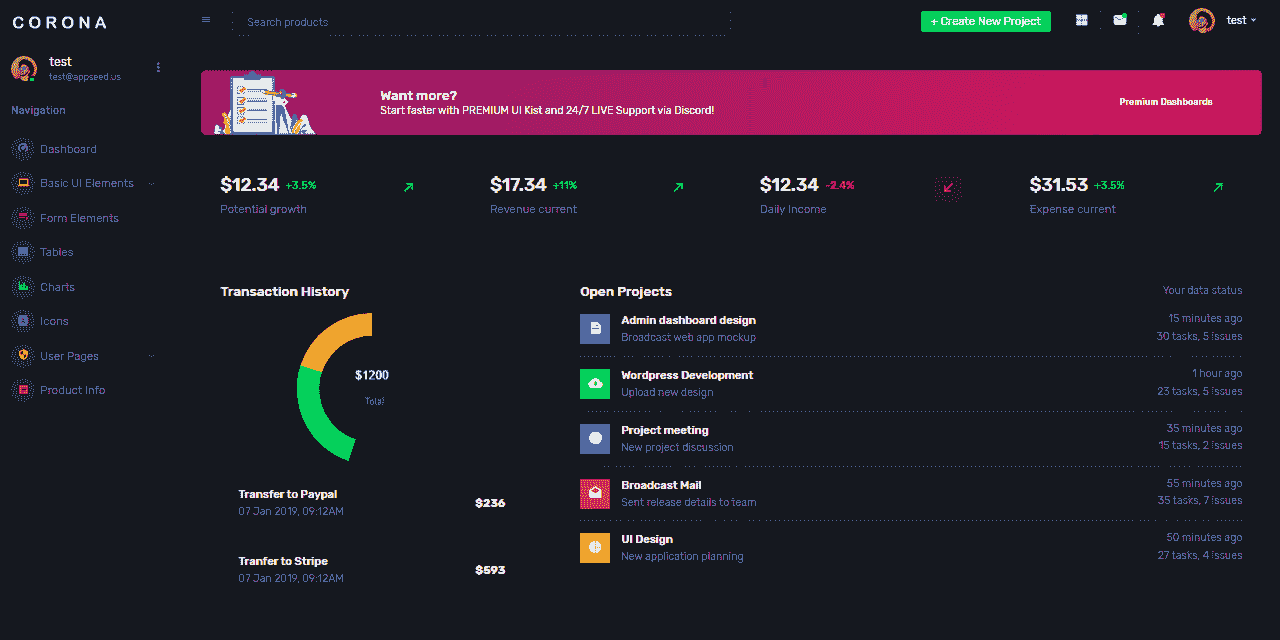 CORONA
Search products
+ Create New Project
test
test
test@appseed.us
Navigation
Dashboard
Basic UI Elements
Form Elements
Tables
Charts
Icons
User Pages
Product Info
Want more?
Start faster with PREMIUM UI Kist and 24/7 LIVE Support via Discord!
Premium Dashboards
$12.34 +3.5%
Potential growth
$17.34 +11%
Revenue current
$12.34 -2.4%
Daily Income
$31.53 +3.5%
Expense current
Transaction History
$1200
Total
Transfer to Paypal
07 Jan 2019, 09:12AM
$236
Tranfer to Stripe
07 Jan 2019, 09:12AM
$593
Open Projects
Your data status
Admin dashboard design
Broadcast web app mockup
15 minutes ago
30 tasks, 5 issues
Wordpress Development
Upload new design
1 hour ago
23 tasks, 5 issues
Project meeting
New project discussion
35 minutes ago
15 tasks, 2 issues
Broadcast Mail
Sent release details to team
55 minutes ago
35 tasks, 7 issues
UI Design
New application planning
50 minutes ago
27 tasks, 4 issues